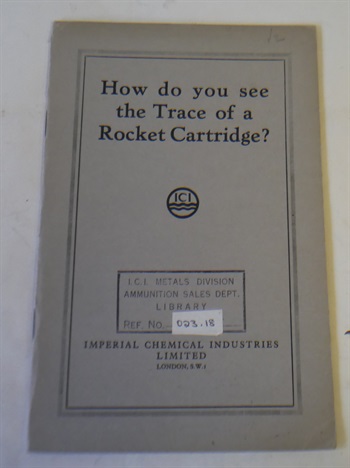 How do you see
the Trace of a
Rocket Cartridge?
ICI
I.C.I. METALS DIVISION
AMMUNITION SALES DEPT.
LIBRARY
REF. No. 023.18
IMPERIAL CHEMICAL INDUSTRIES
LIMITED
LONDON, S.W.1